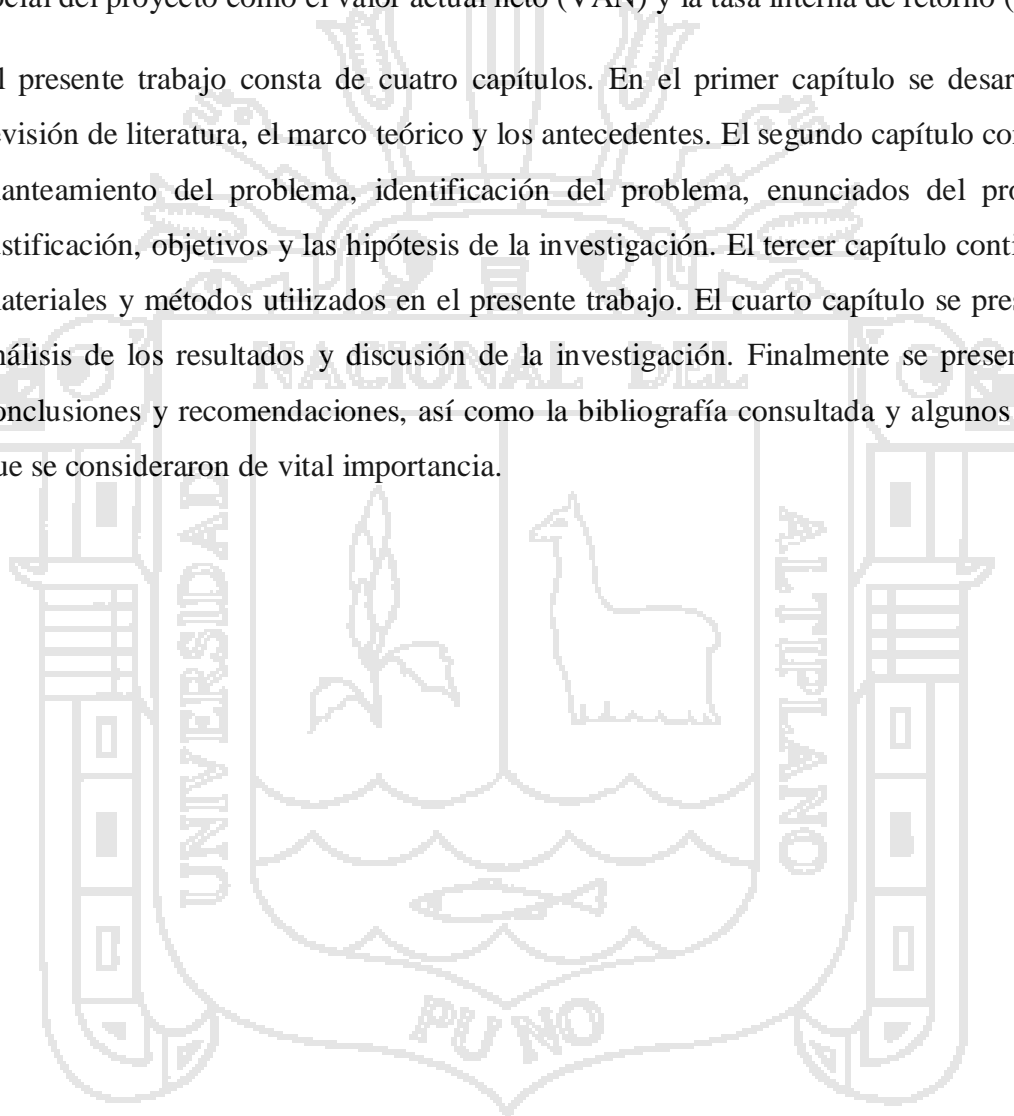 del proyecto como el valor actual neto (VAN) y la tasa interna de retorno (
presente trabajo consta de cuatro capítulos. En el primer capítulo se desar
evisión de literatura, el marco teórico y los antecedentes. El segundo capítulo co
anteamiento del problema, identificación del problema, enunciados del pro
stificación, objetivos y las hipótesis de la investigación. El tercer capítulo conti
ateriales y métodos utilizados en el presente trabajo. El cuarto capítulo se pres
nálisis de los resultados y discusión de la investigación. Finalmente se presen
onclusiones y recomendaciones, así como la bibliografía consultada y algunos
ue se consideraron de vital importancia.
UNIVERSIDAD
NACIONAL DEL
ALTIPLANO
PUNO